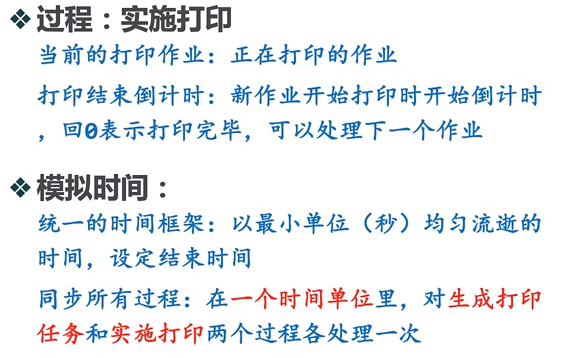 ❖过程：实施打印
当前的打印作业：正在打印的作业
打印结束倒计时：新作业开始打印时开始倒计时
，回0表示打印完毕，可以处理下一个作业
❖模拟时间：
统一的时间框架：以最小单位（秒）均匀流逝的
时间，设定结束时间
同步所有过程：在一个时间单位里，对生成打印
任务和实施打印两个过程各处理一次